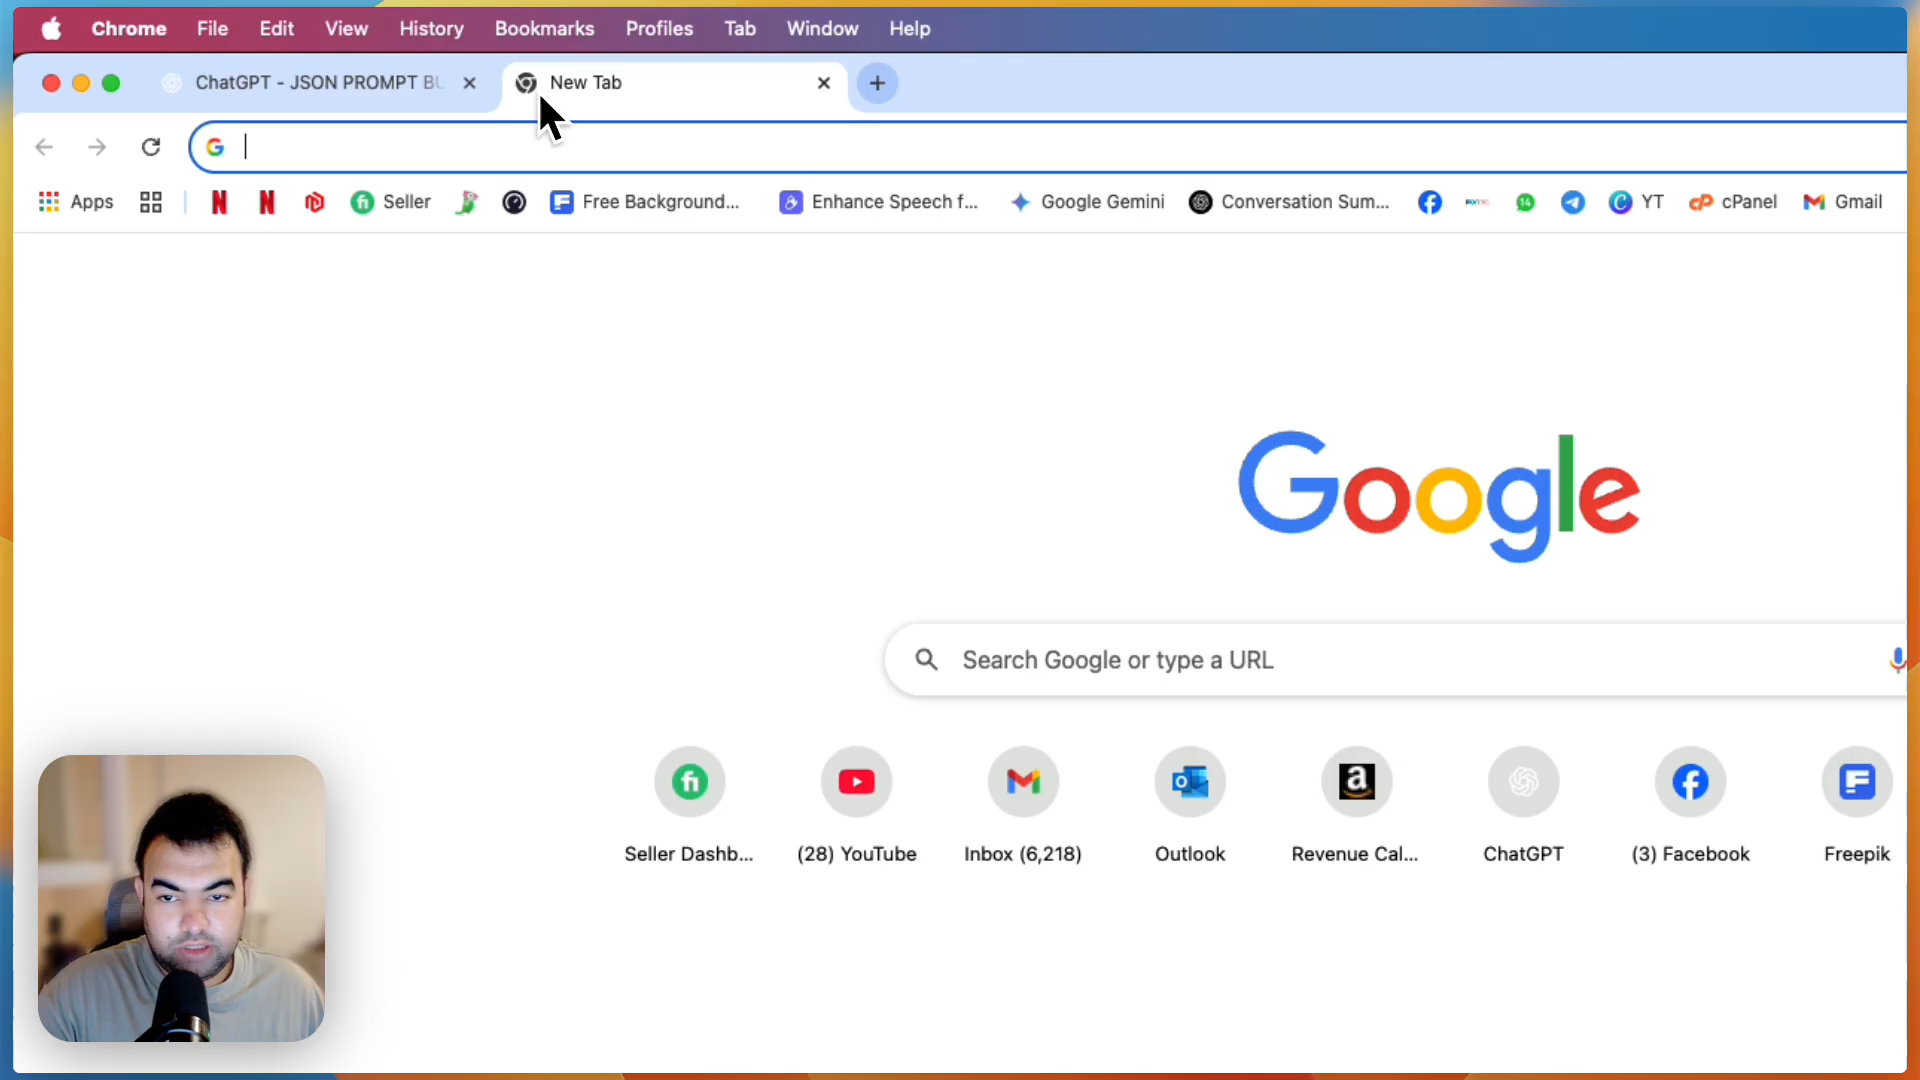 Chrome File Edit View History Bookmarks Profiles Tab Window Help
ChatGPT - JSON PROMPT BU
New Tab
Apps
Seller
Free Background...
Enhance Speech f...
Google Gemini
Conversation Sum...
14
YT
cP cPanel
Gmail
Google
Search Google or type a URL
Seller Dashb...
(28) YouTube
Inbox (6,218)
Outlook
Revenue Cal...
ChatGPT
(3) Facebook
Freepik